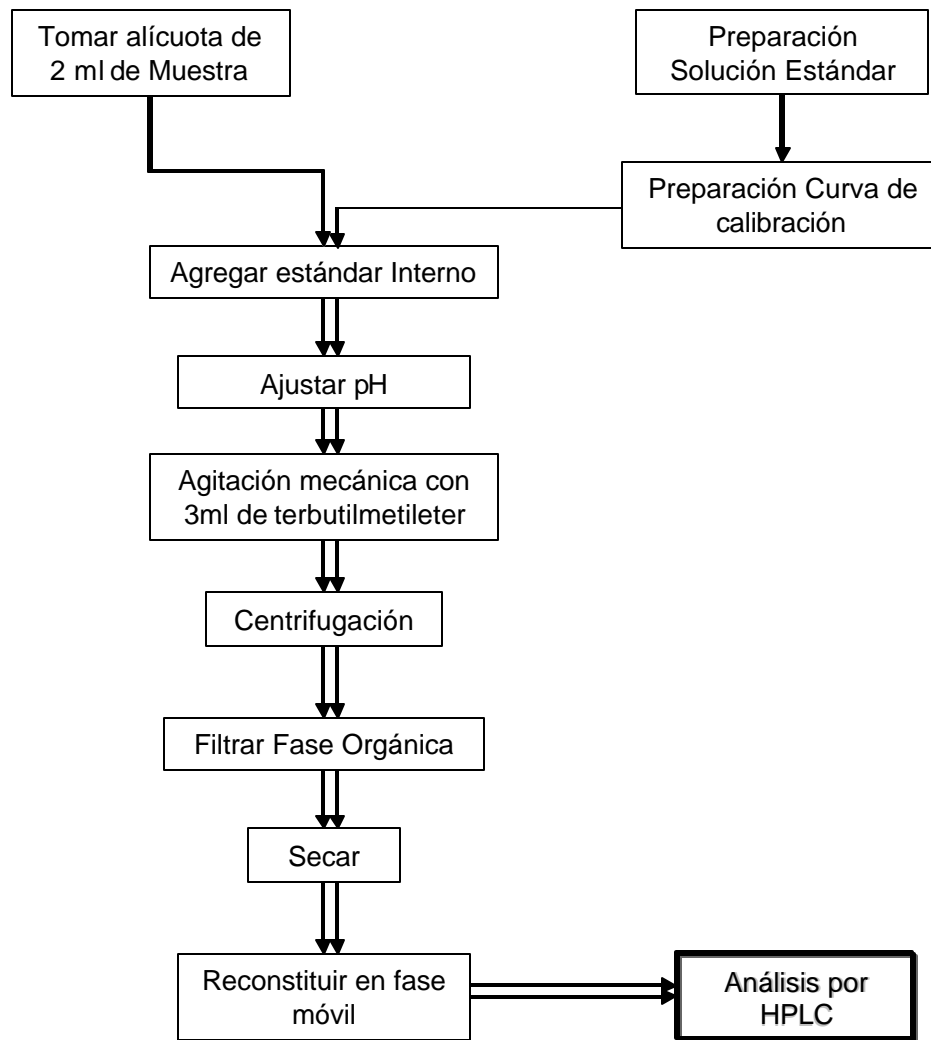 Tomar alícuota de
2 ml de Muestra
Preparación
Solución Estándar
Preparación Curva de
calibración
Agregar estándar Interno
Ajustar pH
Agitación mecánica con
3ml de terbutilmetileter
Centrifugación
Filtrar Fase Orgánica
Secar
Reconstituir en fase
móvil
Análisis por
HPLC